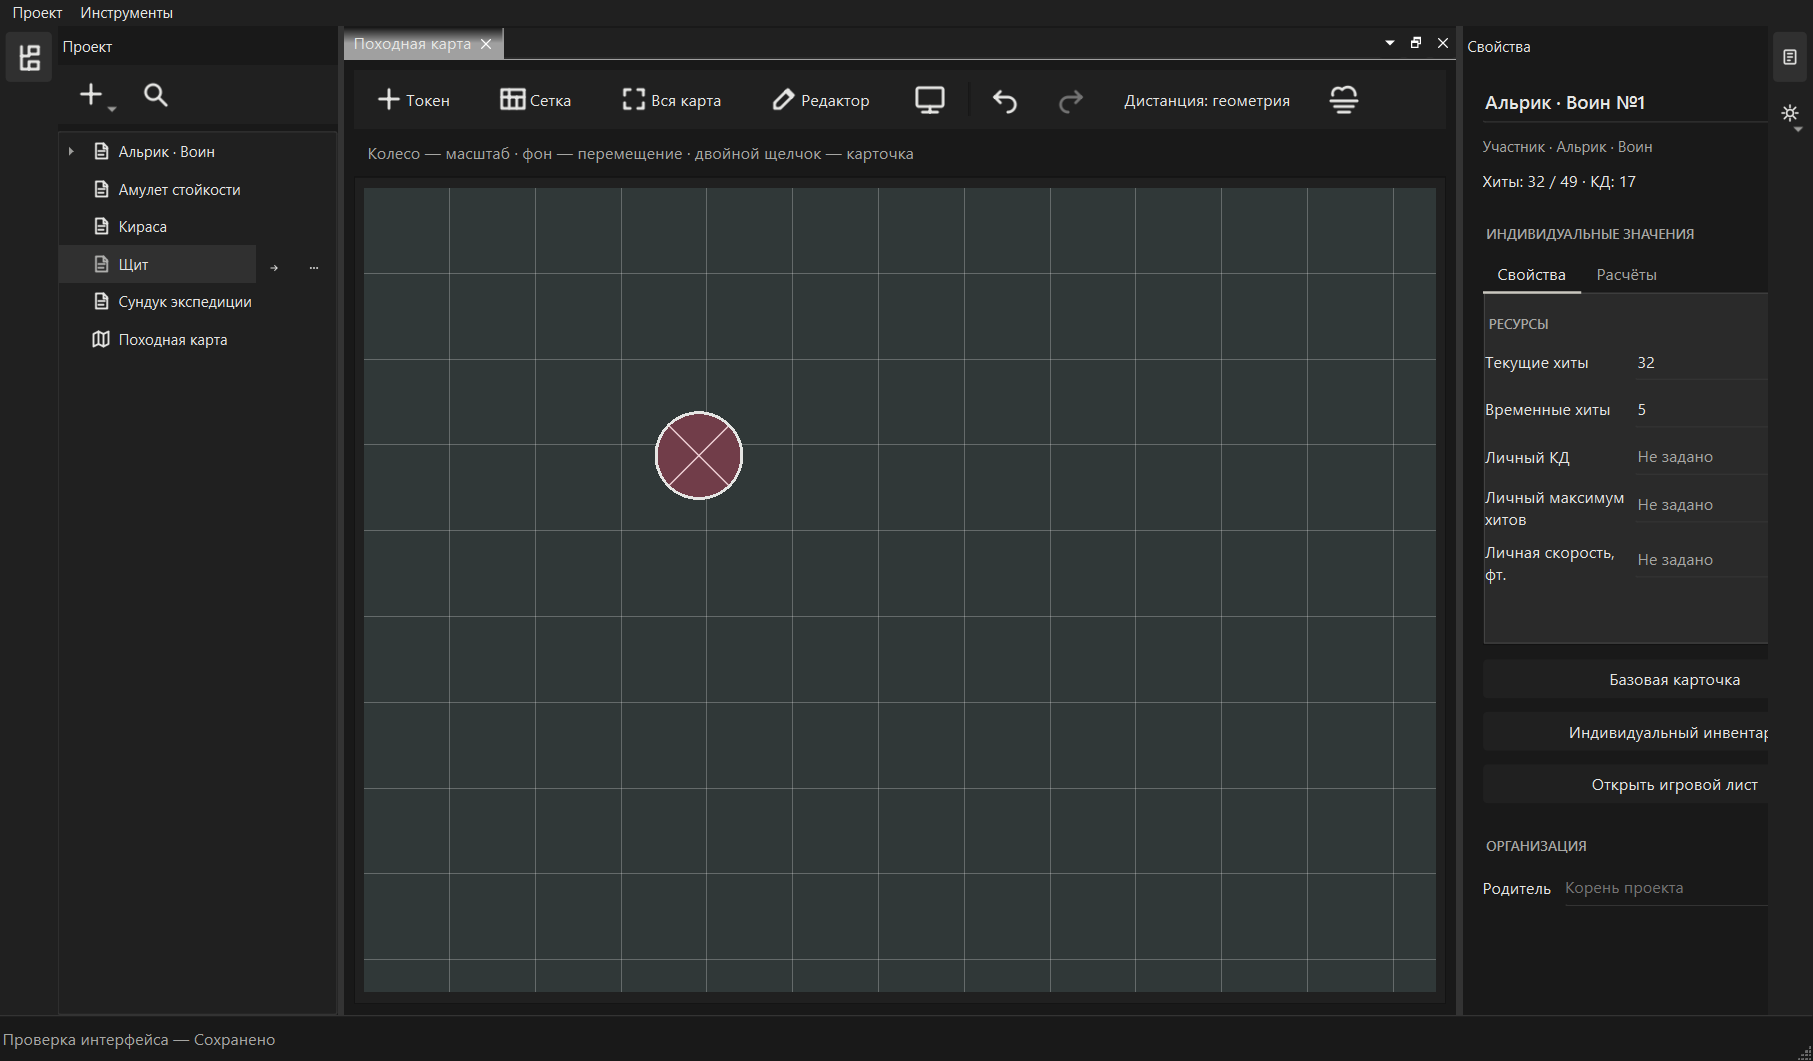 Проект Инструменты
Проект
Альрик · Воин
Амулет стойкости
Кираса
Щит → ...
Сундук экспедиции
Походная карта
Походная карта
Токен Сетка Вся карта Редактор Дистанция: геометрия
Колесо — масштаб · фон — перемещение · двойной щелчок — карточка
Свойства
Альрик · Воин №1
Участник · Альрик · Воин
Хиты: 32 / 49 · КД: 17
ИНДИВИДУАЛЬНЫЕ ЗНАЧЕНИЯ
Свойства Расчёты
РЕСУРСЫ
Текущие хиты 32
Временные хиты 5
Личный КД Не задано
Личный максимум
хитов
Не задано
Личная скорость,
фт.
Не задано
Базовая карточка
Индивидуальный инвентар
Открыть игровой лист
ОРГАНИЗАЦИЯ
Родитель Корень проекта
Проверка интерфейса — Сохранено